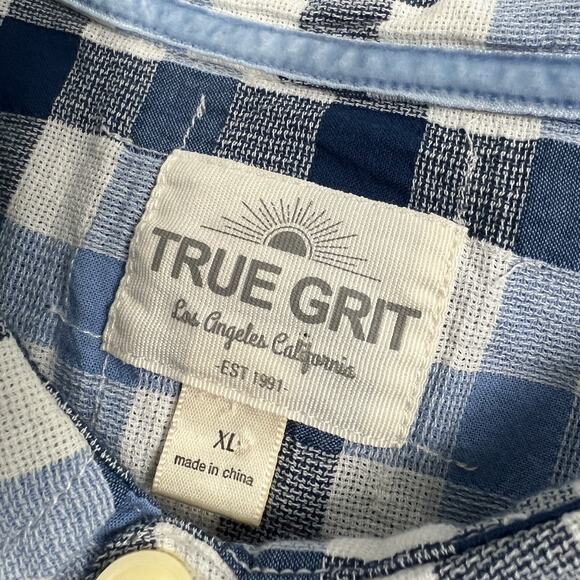 TRUE GRIT
Los Angeles California
-EST 1991-
XL
made in china